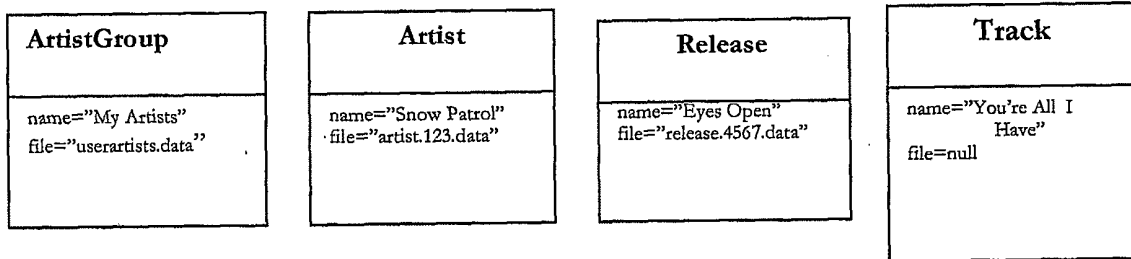 ArtistGroup
name="My Artists"
file="userartists.data"
Artist
name="Snow Patrol"
file="artist.123.data"
Release
name="Eyes Open"
file="release.4567.data"
Track
name="You're All I
Have"
file=null